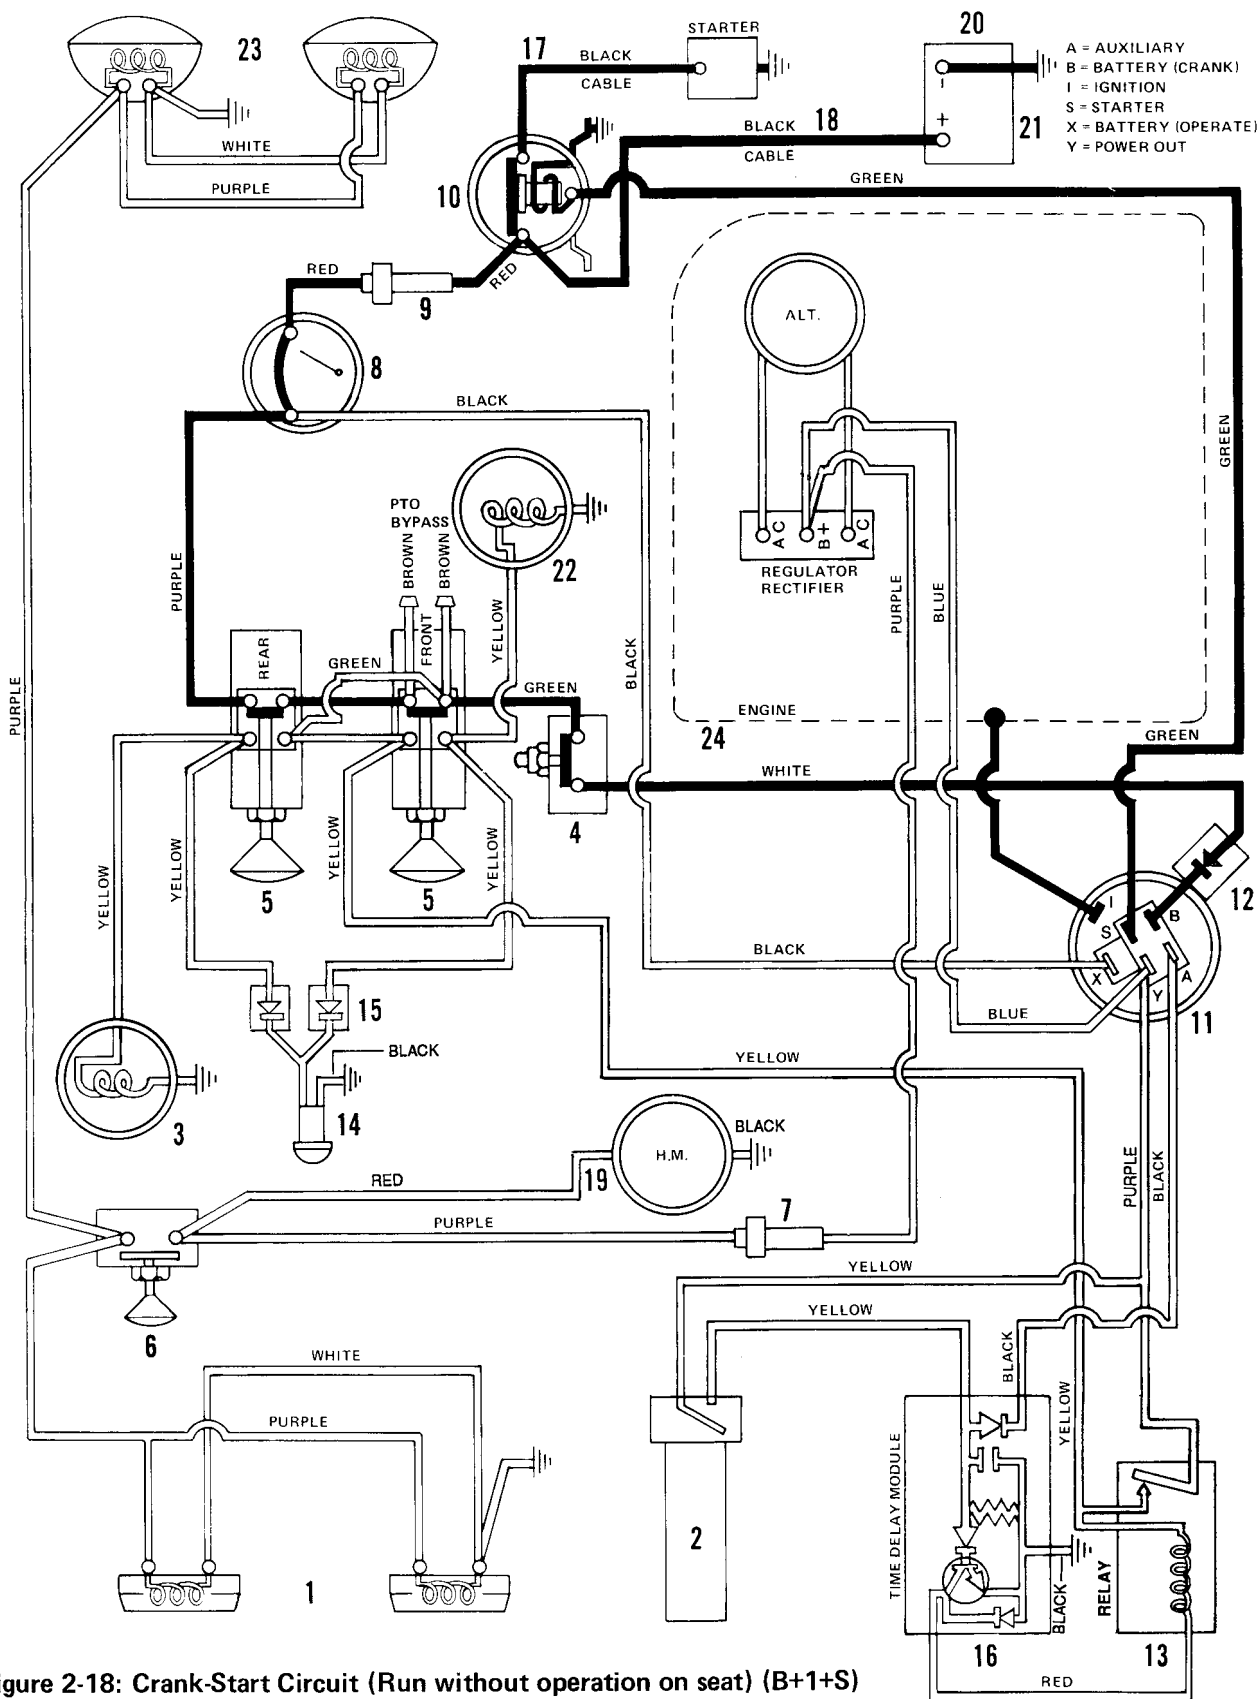 23
17
STARTER
BLACK
CABLE
20
A = AUXILIARY
B = BATTERY (CRANK)
I = IGNITION
S = STARTER
X = BATTERY (OPERATE)
Y = POWER OUT
-
+
21
BLACK
18
CABLE
WHITE
PURPLE
10
GREEN
RED
RED
9
ALT.
8
BLACK
GREEN
PTO
BYPASS
BROWN
BROWN
22
AC
B+
AC
REGULATOR
RECTIFIER
PURPLE
PURPLE
BLUE
REAR
FRONT
YELLOW
BLACK
GREEN
GREEN
PURPLE
ENGINE
24
GREEN
WHITE
4
YELLOW
YELLOW
YELLOW
YELLOW
5
5
12
I
B
S
X
Y
A
11
BLACK
BLUE
15
BLACK
YELLOW
14
3
H.M.
BLACK
19
RED
PURPLE
7
PURPLE
BLACK
YELLOW
YELLOW
6
WHITE
PURPLE
BLACK
YELLOW
TIME DELAY MODULE
2
1
BLACK
RELAY
16
13
RED
igure 2-18: Crank-Start Circuit (Run without operation on seat) (B+1+S)